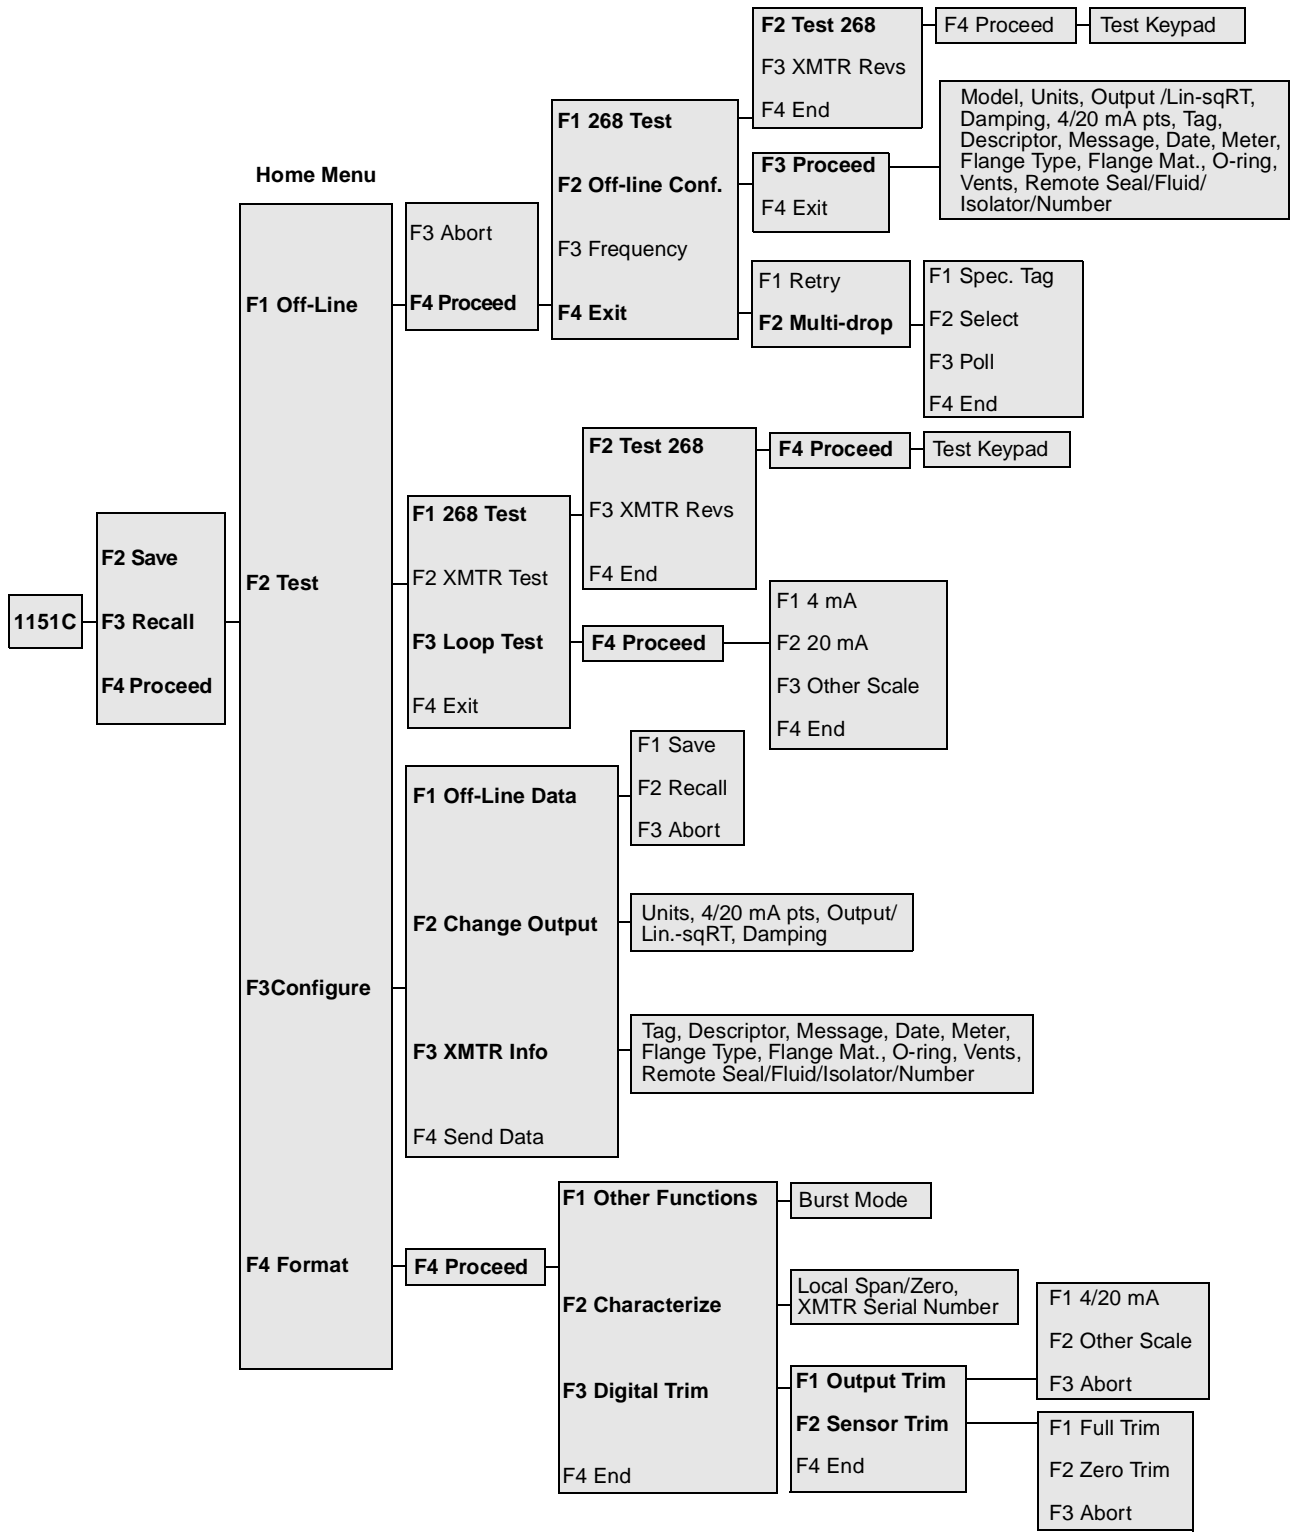 F2 Test 268
F3 XMTR Revs
F4 End
F4 Proceed
Test Keypad
Model, Units, Output /Lin-sqRT,
Damping, 4/20 mA pts, Tag,
Descriptor, Message, Date, Meter,
Flange Type, Flange Mat., O-ring,
Vents, Remote Seal/Fluid/
Isolator/Number
F1 268 Test
F2 Off-line Conf.
F3 Frequency
F4 Exit
F3 Proceed
F4 Exit
Home Menu
F3 Abort
F4 Proceed
F1 Retry
F2 Multi-drop
F1 Spec. Tag
F2 Select
F3 Poll
F4 End
F1 Off-Line
F2 Test
F3Configure
F4 Format
1151C
F2 Save
F3 Recall
F4 Proceed
F1 268 Test
F2 XMTR Test
F3 Loop Test
F4 Exit
F2 Test 268
F3 XMTR Revs
F4 End
F4 Proceed
Test Keypad
F4 Proceed
F1 4 mA
F2 20 mA
F3 Other Scale
F4 End
F1 Off-Line Data
F2 Change Output
F3 XMTR Info
F4 Send Data
F1 Save
F2 Recall
F3 Abort
Units, 4/20 mA pts, Output/
Lin.-sqRT, Damping
Tag, Descriptor, Message, Date, Meter,
Flange Type, Flange Mat., O-ring, Vents,
Remote Seal/Fluid/Isolator/Number
F4 Proceed
F1 Other Functions
F2 Characterize
F3 Digital Trim
F4 End
Burst Mode
Local Span/Zero,
XMTR Serial Number
F1 Output Trim
F2 Sensor Trim
F4 End
F1 4/20 mA
F2 Other Scale
F3 Abort
F1 Full Trim
F2 Zero Trim
F3 Abort